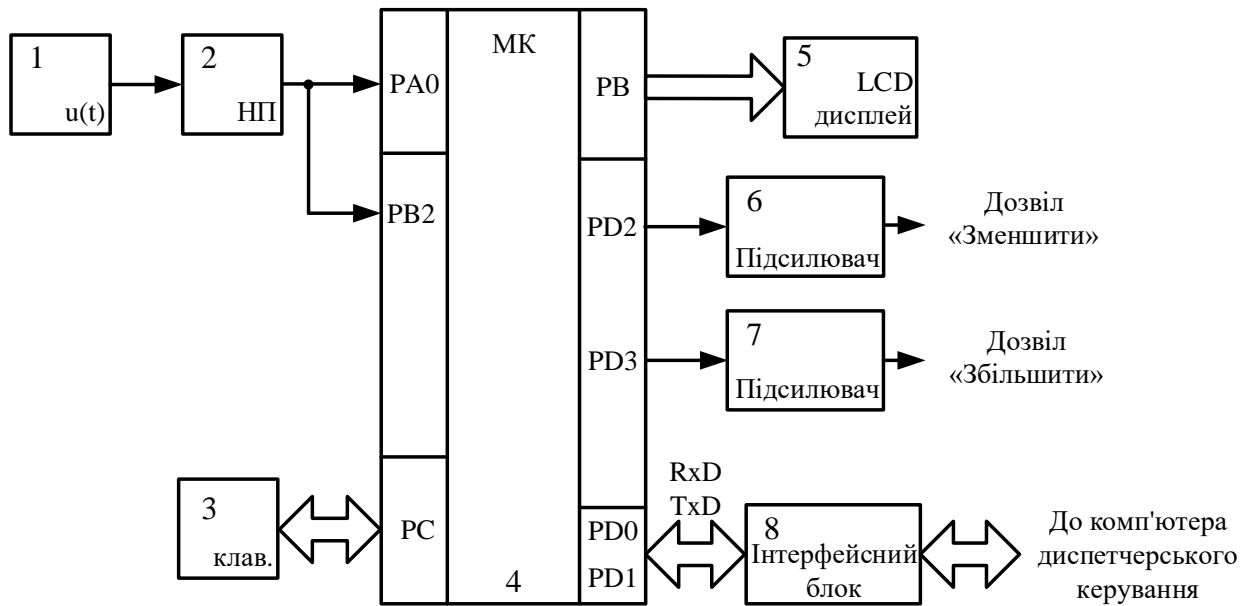 1
u(t)
2
НП
PA0
МК
PB
5
LCD
дисплей
PB2
PD2
6
Підсилювач
Дозвіл
«Зменшити»
PD3
7
Підсилювач
Дозвіл
«Збільшити»
3
клав.
PC
4
RxD
TxD
PD0
PD1
8
Інтерфейсний
блок
До комп'ютера
диспетчерського
керування